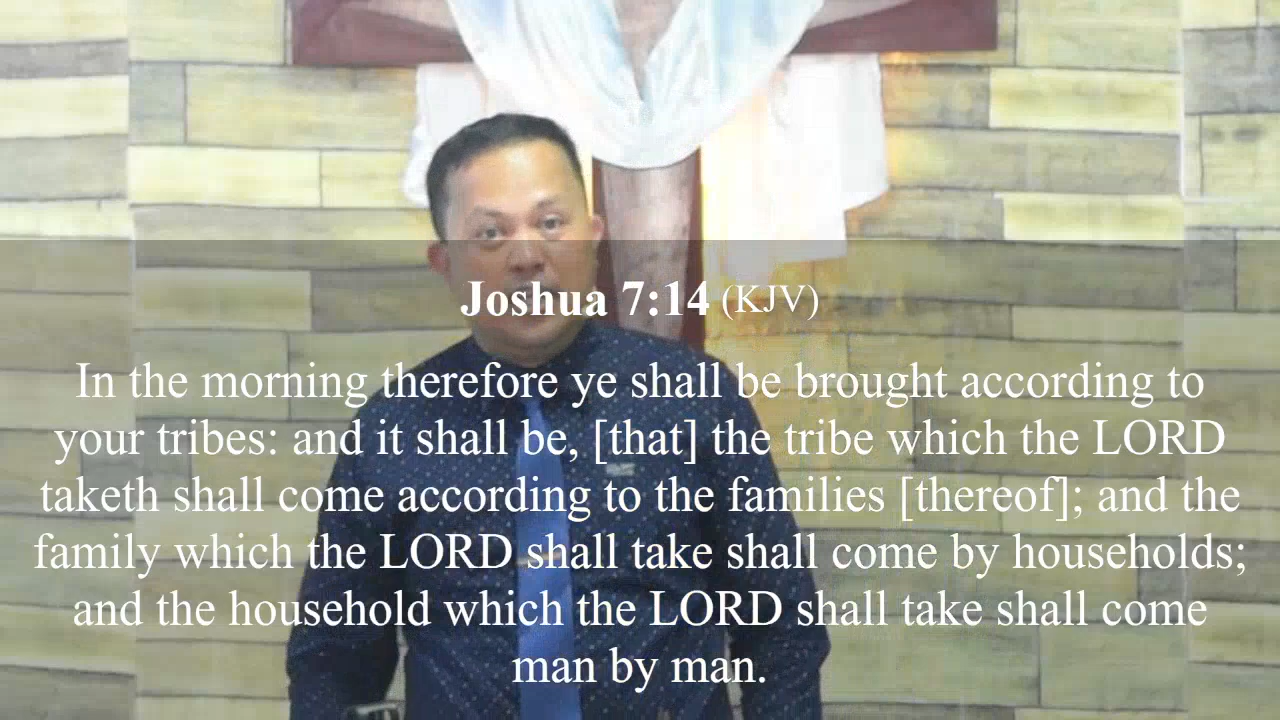 Joshua 7:14 (KJV)
In the morning therefore ye shall be brought according to
your tribes: and it shall be, [that] the tribe which the LORD
taketh shall come according to the families [thereof]; and the
family which the LORD shall take shall come by households;
and the household which the LORD shall take shall come
man by man.